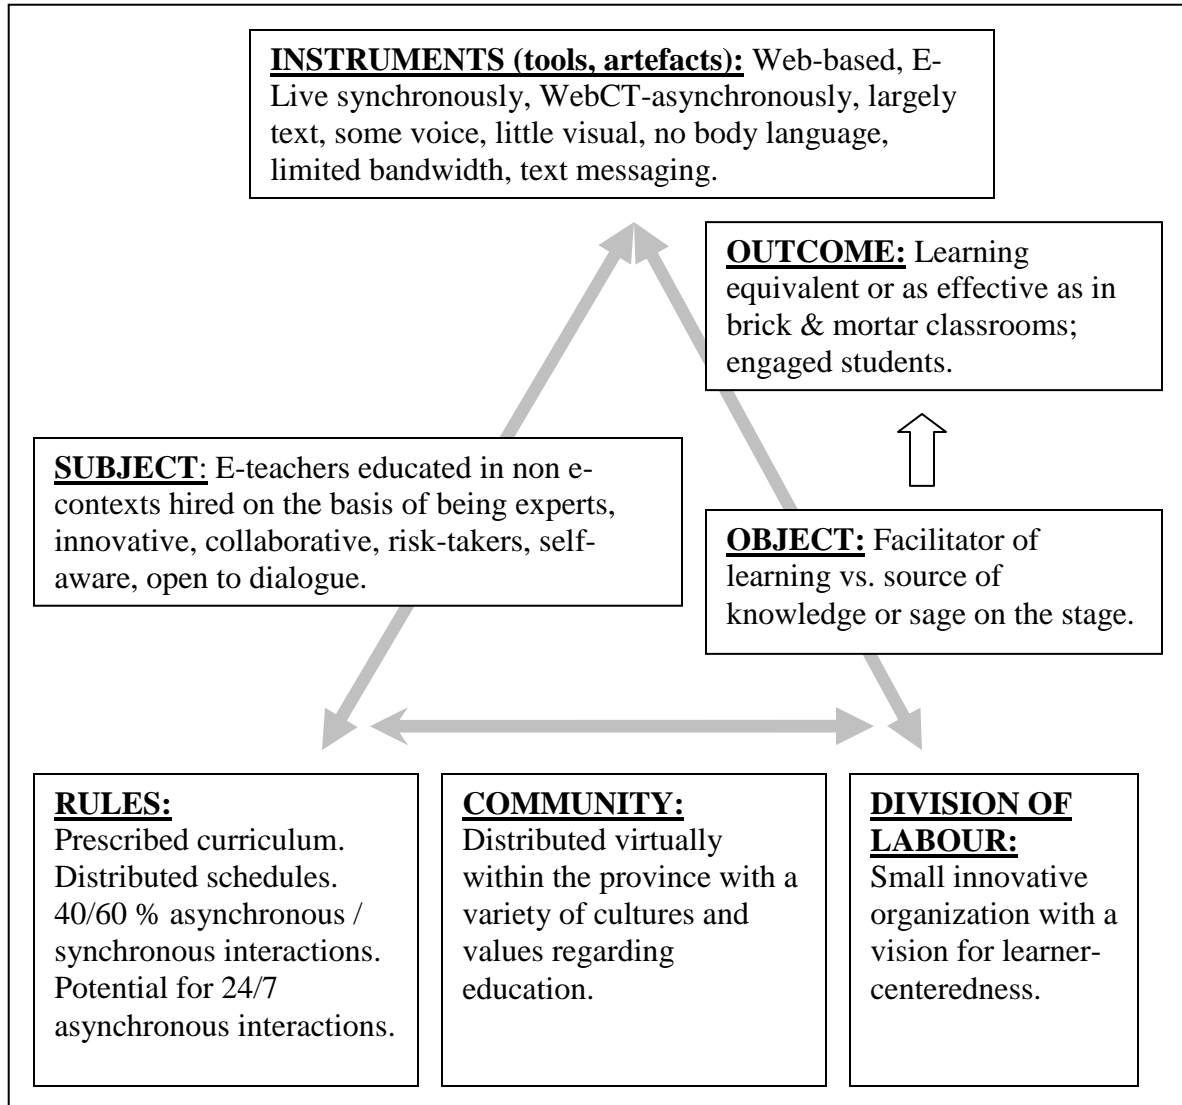 INSTRUMENTS (tools, artefacts): Web-based, E-
Live synchronously, WebCT-asynchronously, largely
text, some voice, little visual, no body language,
limited bandwidth, text messaging.
OUTCOME: Learning
equivalent or as effective as in
brick & mortar classrooms;
engaged students.
SUBJECT: E-teachers educated in non e-
contexts hired on the basis of being experts,
innovative, collaborative, risk-takers, self-
aware, open to dialogue.
OBJECT: Facilitator of
learning vs. source of
knowledge or sage on the stage.
RULES:
Prescribed curriculum.
Distributed schedules.
40/60 % asynchronous /
synchronous interactions.
Potential for 24/7
asynchronous interactions.
COMMUNITY:
Distributed virtually
within the province with a
variety of cultures and
values regarding
education.
DIVISION OF
LABOUR:
Small innovative
organization with a
vision for learner-
centeredness.